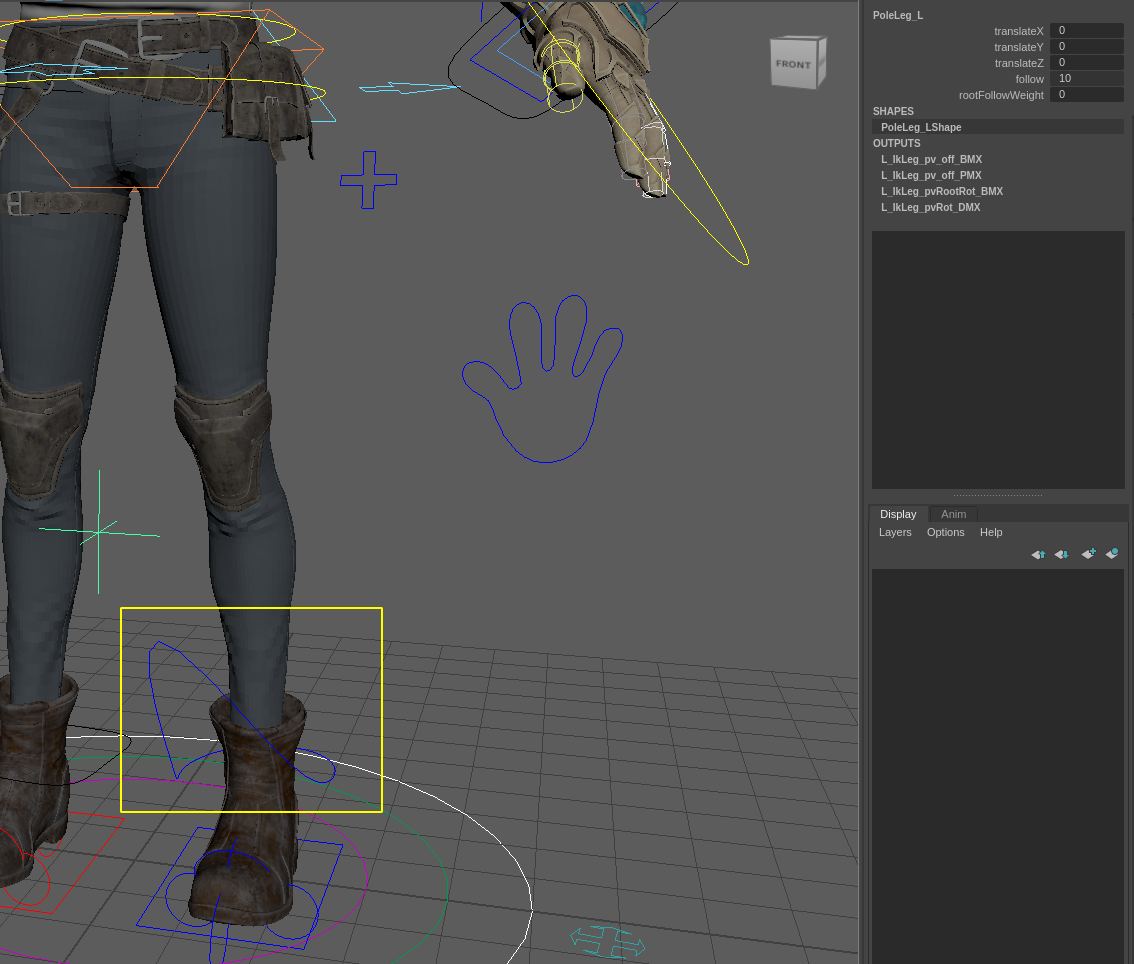 PoleLeg_L
translateX 0
translateY 0
translateZ 0
follow 10
rootFollowWeight 0
SHAPES
PoleLeg_LShape
OUTPUTS
L_IkLeg_pv_off_BMX
L_IkLeg_pv_off_PMX
L_IkLeg_pvRootRot_BMX
L_IkLeg_pvRot_DMX
FRONT
Display Anim
Layers Options Help